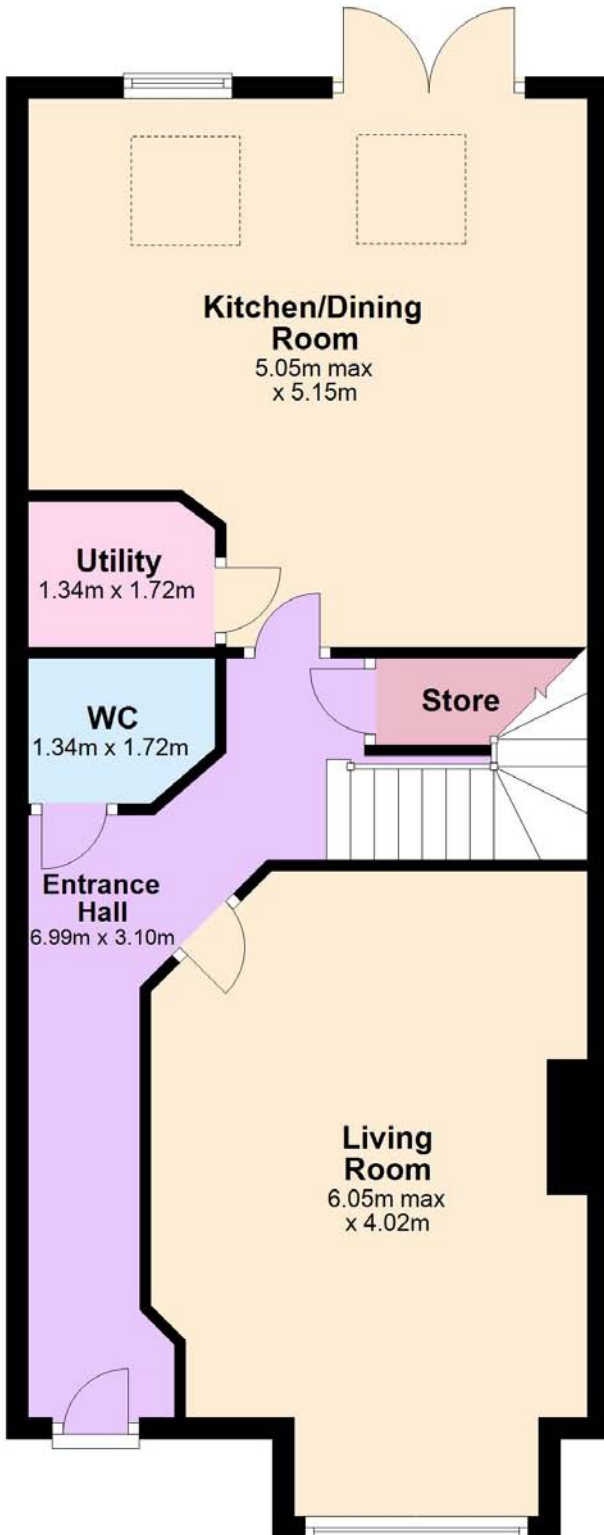 Kitchen/Dining
Room
5.05m max
x 5.15m
Utility
1.34m x 1.72m
WC
1.34m x 1.72m
Store
Entrance
Hall
6.99m x 3.10m
Living
Room
6.05m max
x 4.02m